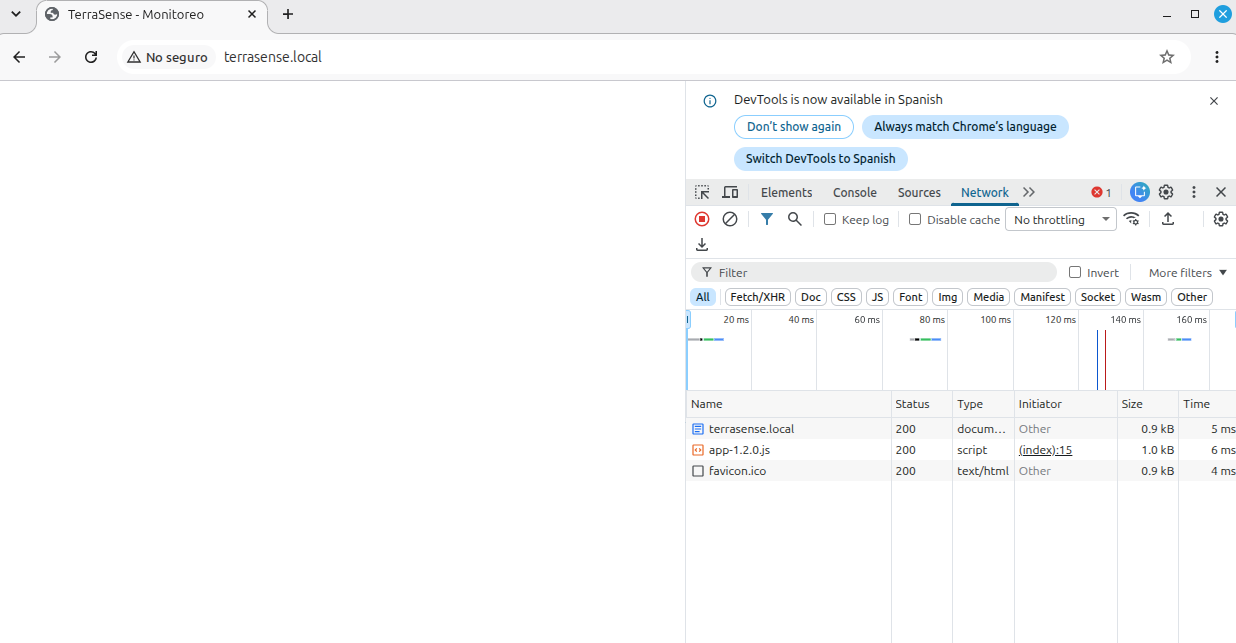 TerraSense - Monitoreo
No seguro terrasense.local
DevTools is now available in Spanish
Don't show again Always match Chrome's language
Switch DevTools to Spanish
Elements Console Sources Network 1
Keep log Disable cache No throttling
Filter Invert More filters
All Fetch/XHR Doc CSS JS Font Img Media Manifest Socket Wasm Other
20 ms 40 ms 60 ms 80 ms 100 ms 120 ms 140 ms 160 ms
Name Status Type Initiator Size Time
terrasense.local 200 docum... Other 0.9 kB 5 ms
app-1.2.0.js 200 script (index):15 1.0 kB 6 ms
favicon.ico 200 text/html Other 0.9 kB 4 ms